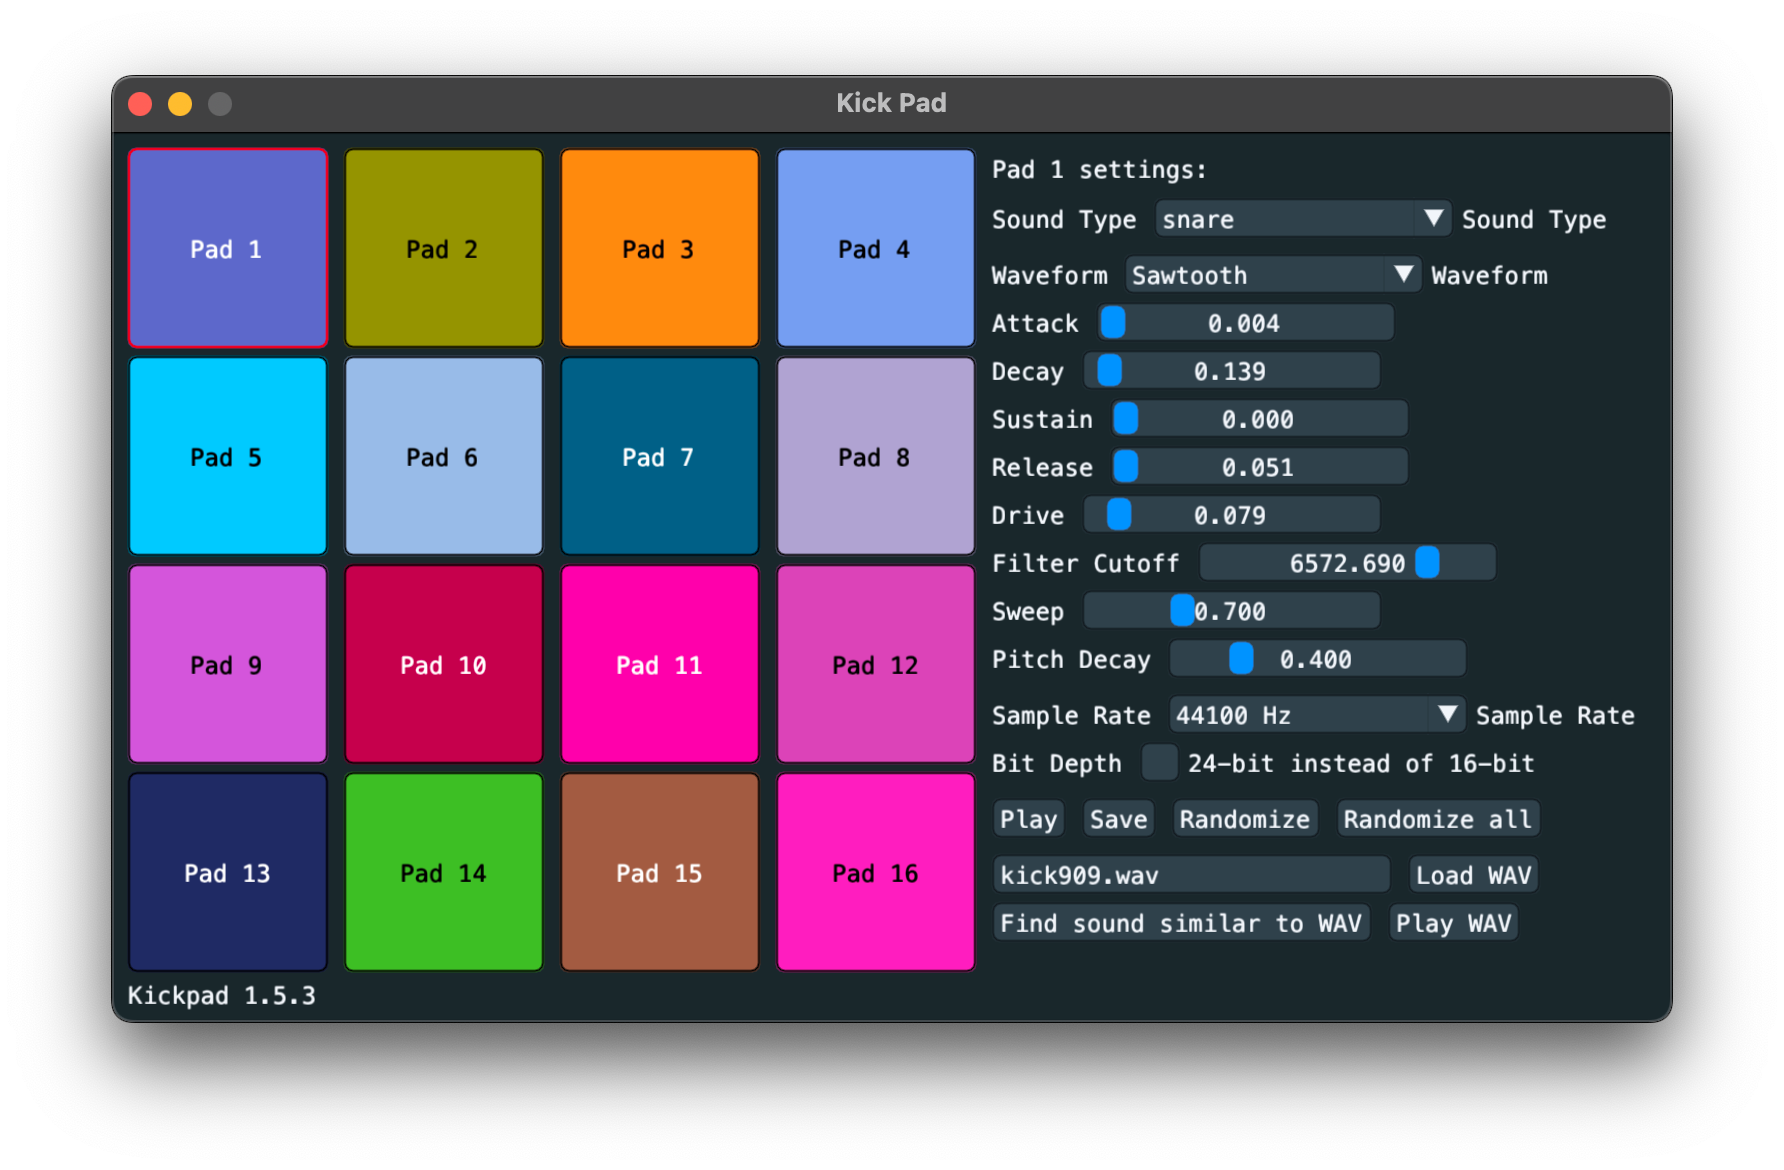 Kick Pad
Pad 1
Pad 2
Pad 3
Pad 4
Pad 5
Pad 6
Pad 7
Pad 8
Pad 9
Pad 10
Pad 11
Pad 12
Pad 13
Pad 14
Pad 15
Pad 16
Kickpad 1.5.3
Pad 1 settings:
Sound Type snare Sound Type
Waveform Sawtooth Waveform
Attack 0.004
Decay 0.139
Sustain 0.000
Release 0.051
Drive 0.079
Filter Cutoff 6572.690
Sweep 0.700
Pitch Decay 0.400
Sample Rate 44100 Hz Sample Rate
Bit Depth 24-bit instead of 16-bit
Play Save Randomize Randomize all
kick909.wav Load WAV
Find sound similar to WAV Play WAV